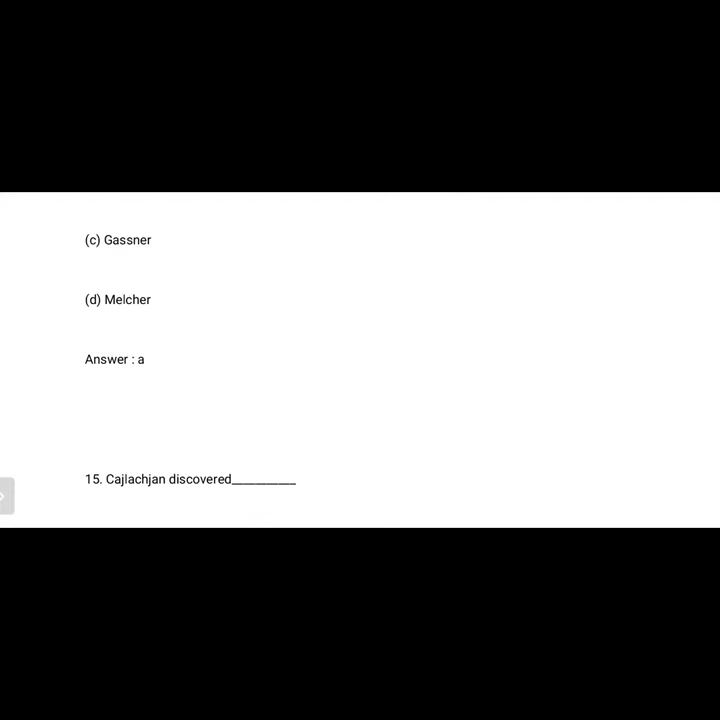 (c) Gassner
(d) Melcher
Answer : a
15. Cajlachjan discovered__________